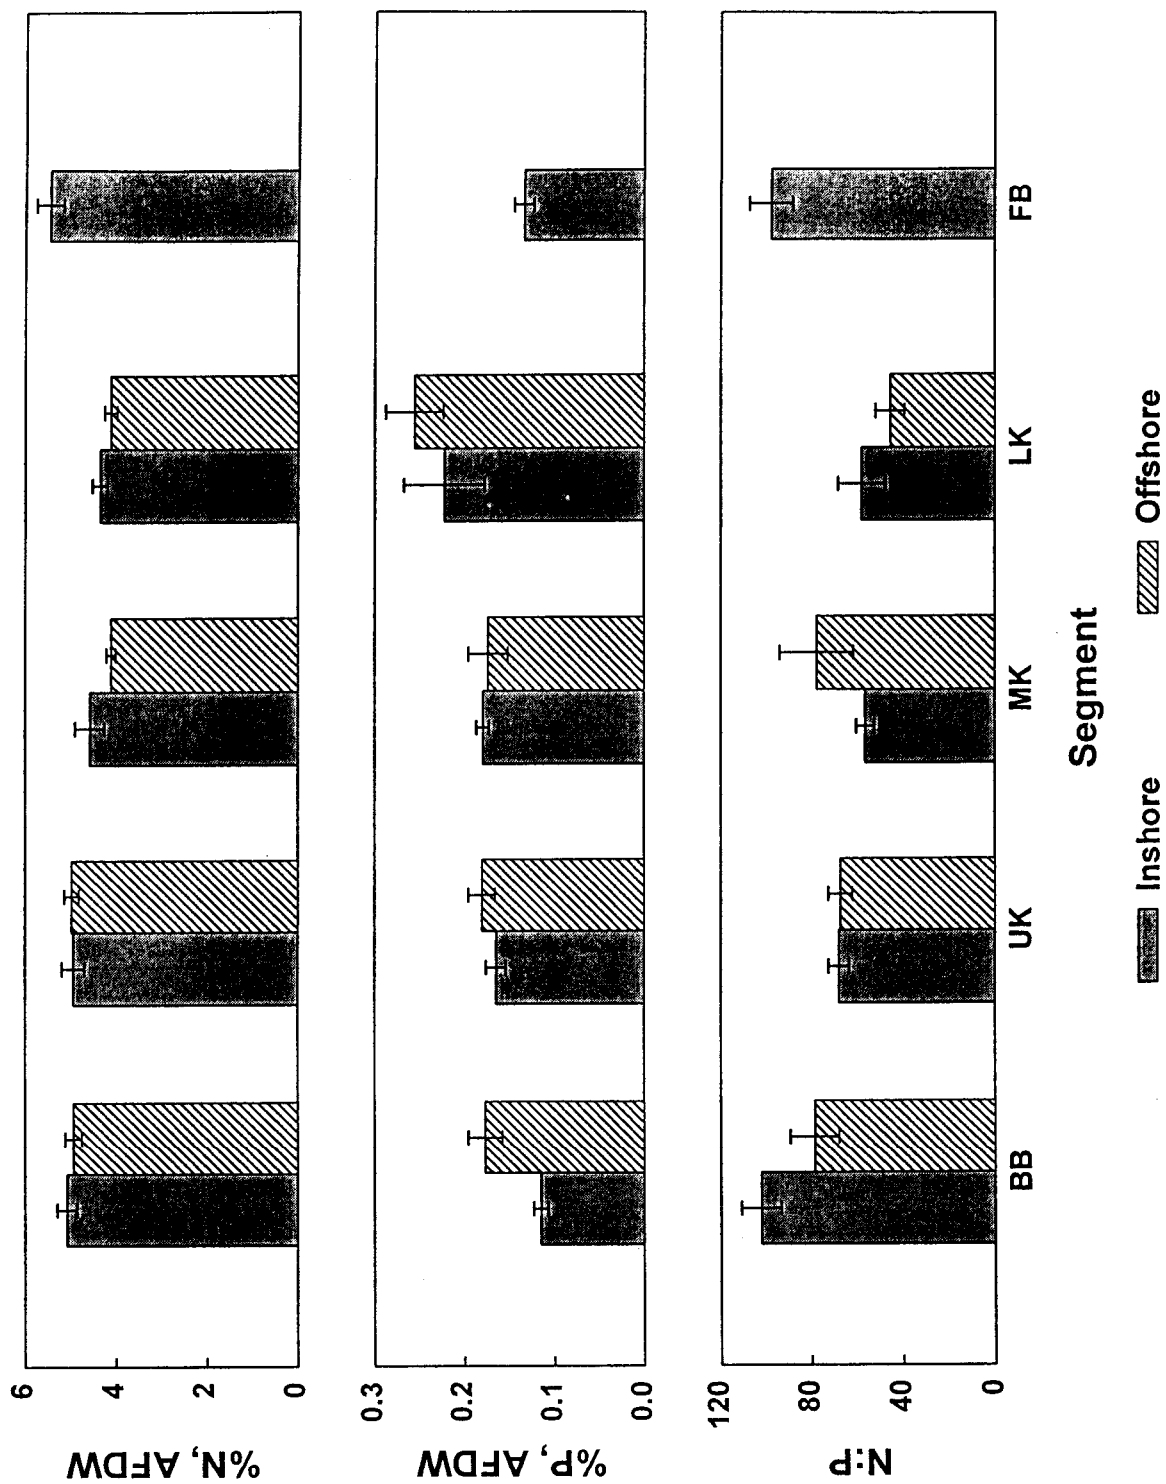 %N, AFDW
6
4
2
0
%P, AFDW
0.3
0.2
0.1
0.0
N:P
120
80
40
0
BB
UK
MK
LK
FB
Segment
Inshore
Offshore